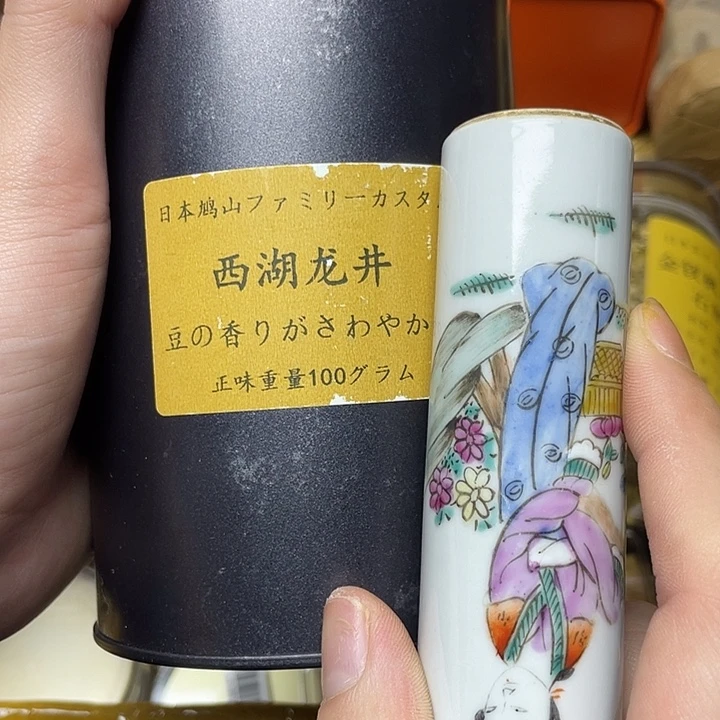 日本鳩山ファミリーカスタ
西湖龙井
豆の香りがさわやか
正味重量100グラム